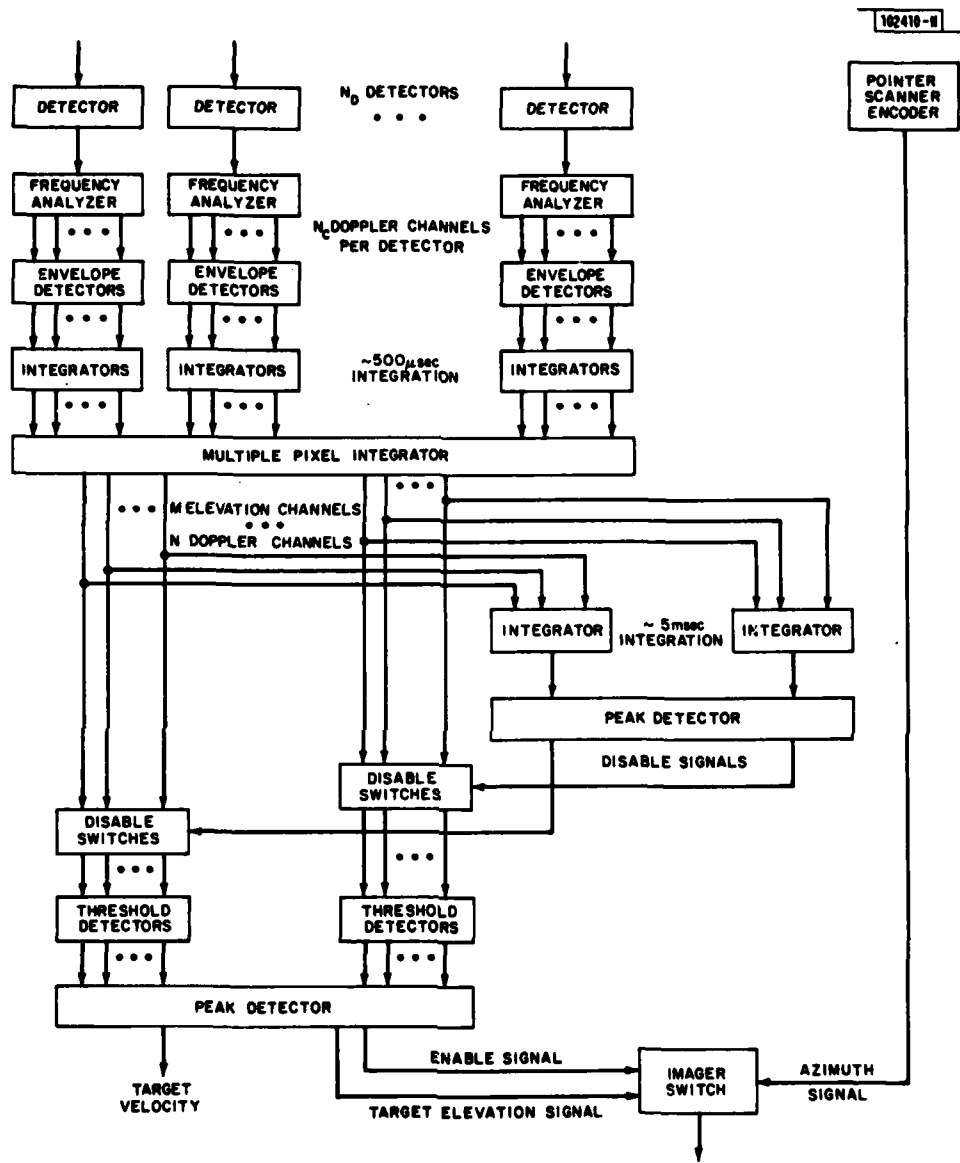 102410-N
POINTER
SCANNER
ENCODER
DETECTOR
DETECTOR
N_D DETECTORS
• • •
DETECTOR
FREQUENCY
ANALYZER
FREQUENCY
ANALYZER
FREQUENCY
ANALYZER
N_C DOPPLER CHANNELS
PER DETECTOR
ENVELOPE
DETECTORS
ENVELOPE
DETECTORS
ENVELOPE
DETECTORS
INTEGRATORS
INTEGRATORS
~500μsec
INTEGRATION
INTEGRATORS
MULTIPLE PIXEL INTEGRATOR
• • • M ELEVATION CHANNELS
• • •
N DOPPLER CHANNELS
INTEGRATOR
~ 5msec
INTEGRATION
INTEGRATOR
PEAK DETECTOR
DISABLE SIGNALS
DISABLE
SWITCHES
DISABLE
SWITCHES
THRESHOLD
DETECTORS
THRESHOLD
DETECTORS
PEAK DETECTOR
TARGET
VELOCITY
ENABLE SIGNAL
TARGET ELEVATION SIGNAL
IMAGER
SWITCH
AZIMUTH
SIGNAL